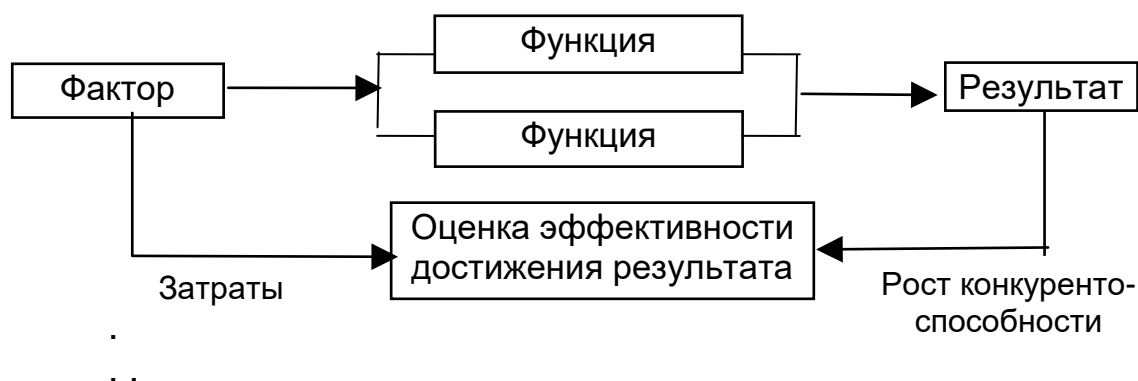 Функция
Фактор
Результат
Функция
Оценка эффективности
достижения результата
Затраты
Рост конкуренто-
способности
.
. .